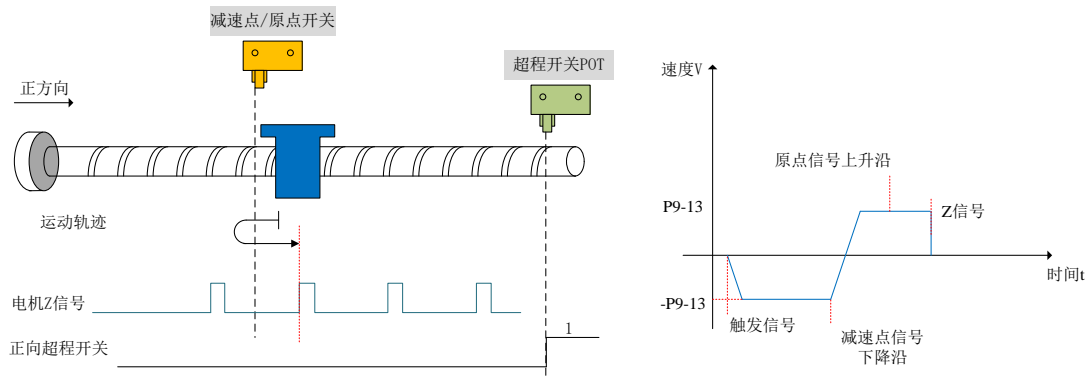 减速点/原点开关
超程开关POT
正方向
运动轨迹
电机Z信号
正向超程开关
1
速度V
原点信号上升沿
P9-13
Z信号
时间t
-P9-13
触发信号
减速点信号
下降沿